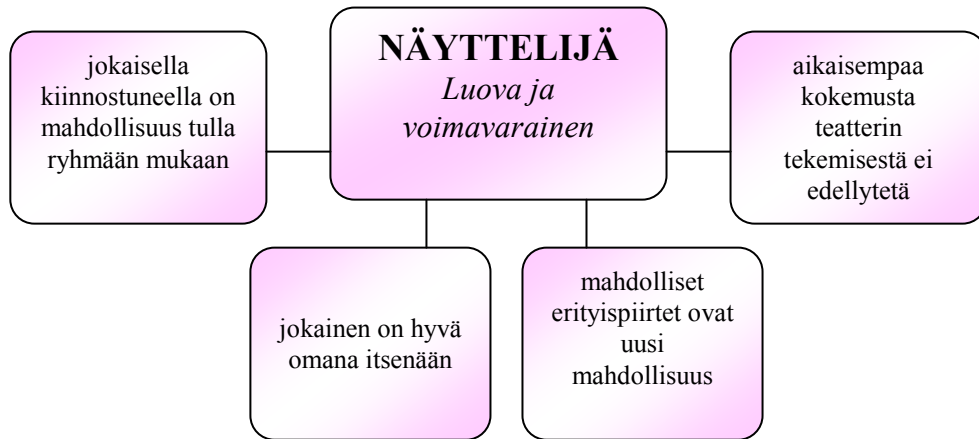 NÄYTTELIJÄ
Luova ja
voimavarainen
jokaisella
kiinnostuneella on
mahdollisuus tulla
ryhmään mukaan
aikaisempaa
kokemusta
teatterin
tekemisestä ei
edellytetä
jokainen on hyvä
omana itsenään
mahdolliset
erityispiirtet ovat
uusi
mahdollisuus